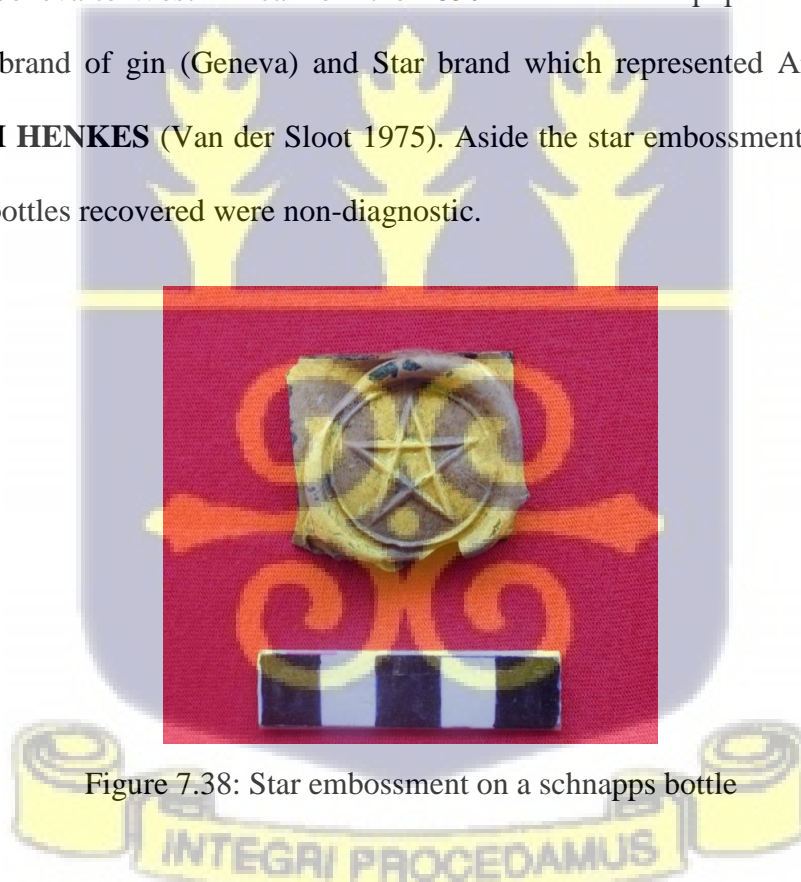 brand of gin (Geneva) and Star brand which represented
HENKES (Van der Sloot 1975). Aside the star embossment
bottles recovered were non-diagnostic.
Figure 7.38: Star embossment on a schnapps bottle
INTEGRI PROCEDAMUS